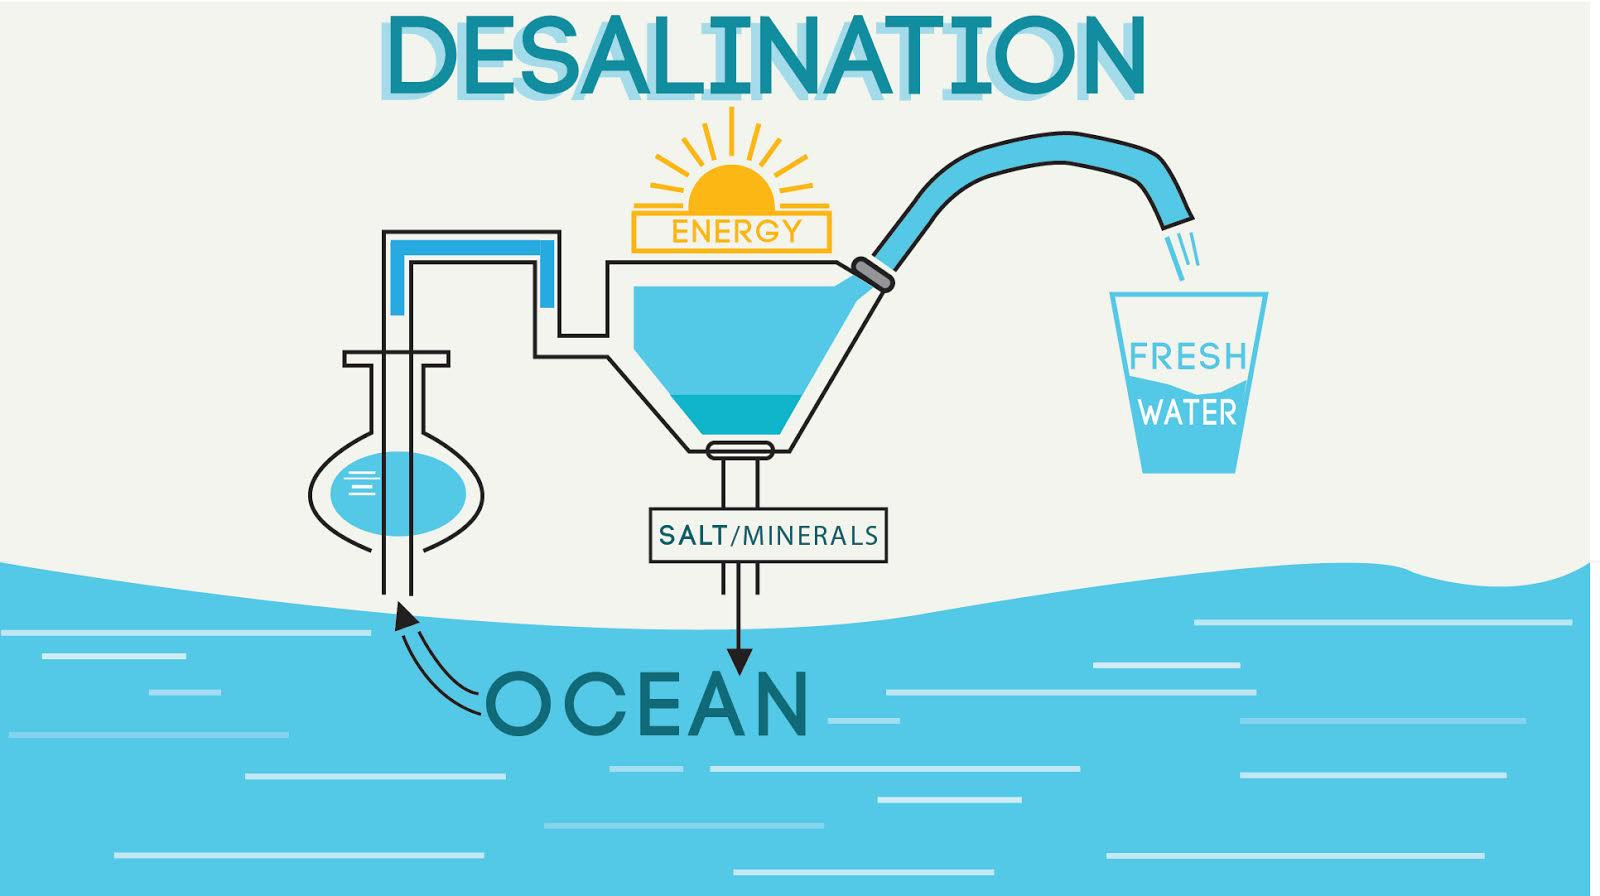 DESALINATION
ENERGY
FRESH
WATER
SALT/MINERALS
OCEAN